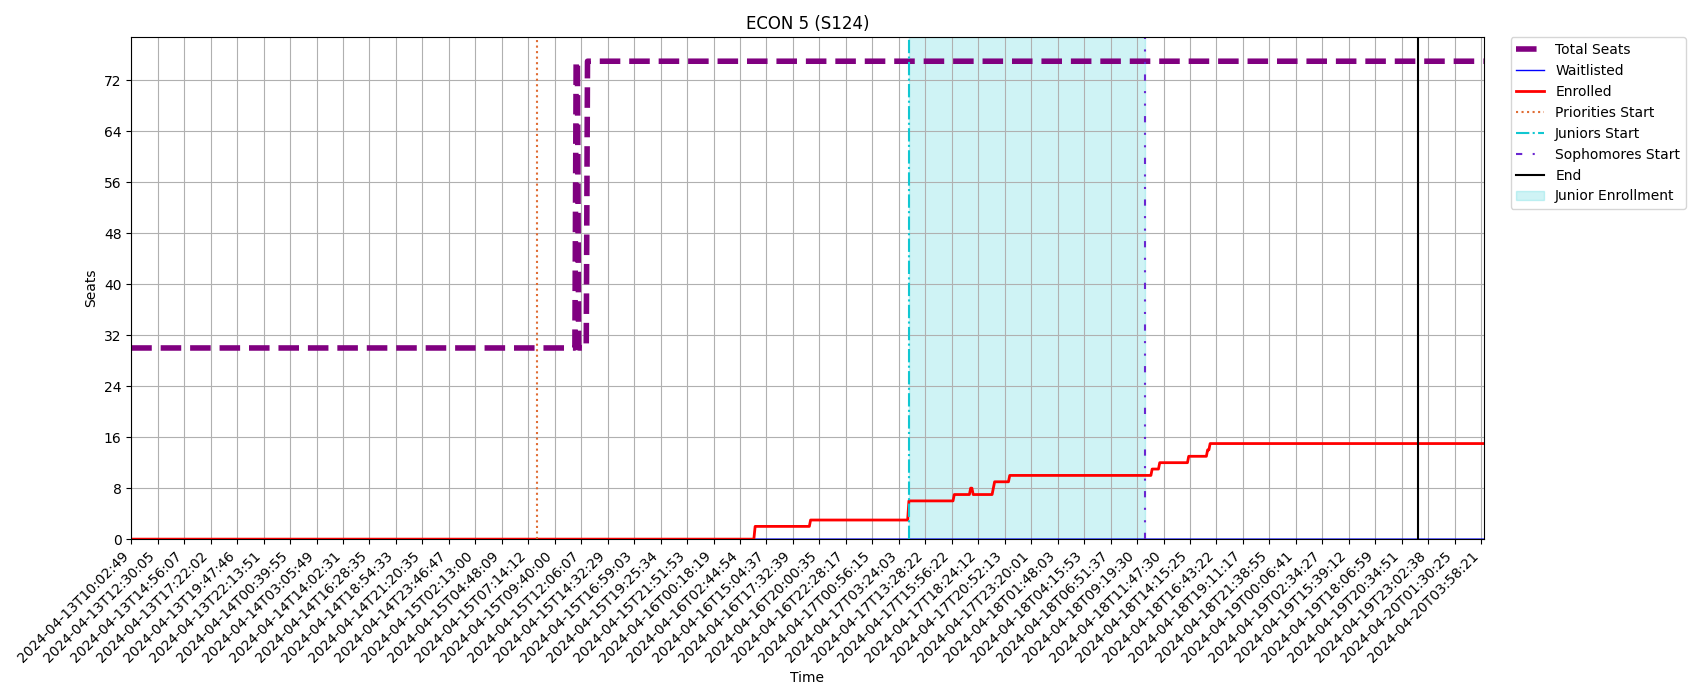 ECON 5 (S124)
Total Seats
Waitlisted
Enrolled
Priorities Start
Juniors Start
Sophomores Start
End
Junior Enrollment
Seats
72
64
56
48
40
32
24
16
8
0
2024-04-13T10:02:49
2024-04-13T12:30:05
2024-04-13T14:56:07
2024-04-13T17:22:02
2024-04-13T19:47:46
2024-04-13T22:13:51
2024-04-14T00:39:55
2024-04-14T03:05:49
2024-04-14T14:02:31
2024-04-14T16:28:35
2024-04-14T18:54:33
2024-04-14T21:20:35
2024-04-14T23:46:47
2024-04-15T02:13:00
2024-04-15T04:48:09
2024-04-15T07:14:12
2024-04-15T09:40:00
2024-04-15T12:06:07
2024-04-15T14:32:29
2024-04-15T16:59:03
2024-04-15T19:25:34
2024-04-15T21:51:53
2024-04-16T00:18:19
2024-04-16T02:44:54
2024-04-16T15:04:37
2024-04-16T17:32:39
2024-04-16T20:00:35
2024-04-16T22:28:17
2024-04-17T00:56:15
2024-04-17T03:24:03
2024-04-17T13:28:22
2024-04-17T15:56:22
2024-04-17T18:24:12
2024-04-17T20:52:13
2024-04-17T23:20:01
2024-04-18T01:48:03
2024-04-18T04:15:53
2024-04-18T06:51:37
2024-04-18T09:19:30
2024-04-18T11:47:30
2024-04-18T14:15:25
2024-04-18T16:43:22
2024-04-18T19:11:17
2024-04-18T21:38:55
2024-04-19T00:06:41
2024-04-19T02:34:27
2024-04-19T15:39:12
2024-04-19T18:06:59
2024-04-19T20:34:51
2024-04-19T23:02:38
2024-04-20T01:30:25
2024-04-20T03:58:21
Time